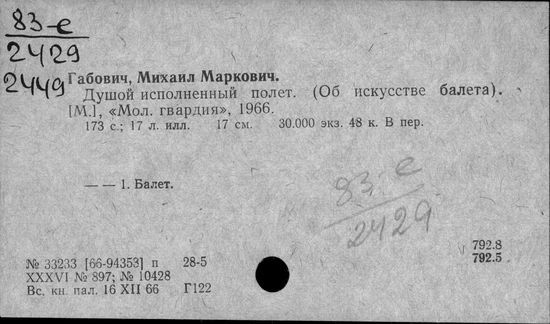 83-е
2429
2449
Габович, Михаил Маркович.
Душой исполненный полет. (Об искусстве балета).
[М.], «Мол. гвардия», 1966.
173 с.; 17 л. илл. 17 см. 30.000 экз. 48 к. В пер.
— — 1. Балет.
83-е
2429
792.8
792.5
№ 33233 [66-94353] п 28-5
XXXVI № 897; № 10428
Вс. кн. пал. 16 XII 66 Г122